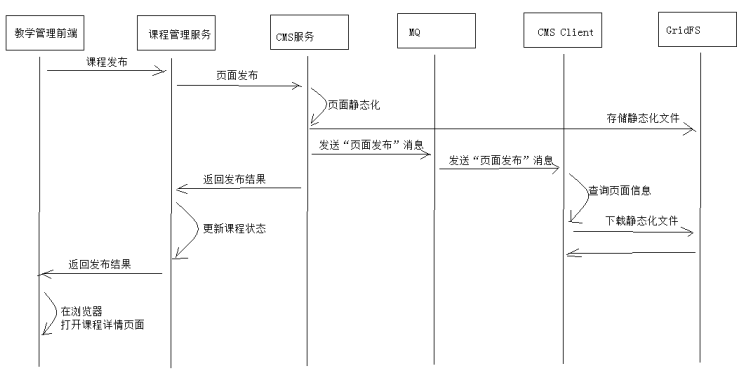 教学管理前端
课程管理服务
CMS服务
MQ
CMS Client
GridFS
课程发布
页面发布
页面静态化
存储静态化文件
发送“页面发布”消息
发送“页面发布”消息
返回发布结果
查询页面信息
更新课程状态
下载静态化文件
返回发布结果
在浏览器
打开课程详情页面